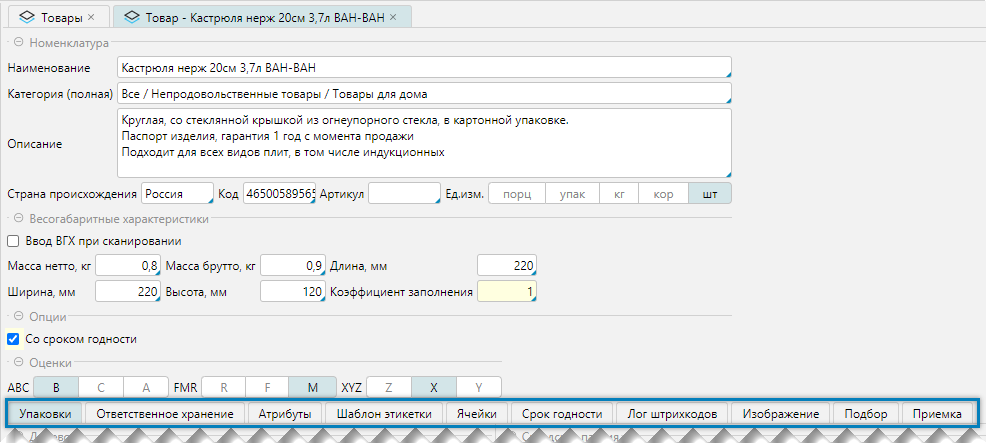 Товары ×
Товар - Кастрюля нерж 20см 3,7л ВАН-ВАН ×
Номенклатура
Наименование Кастрюля нерж 20см 3,7л ВАН-ВАН
Категория (полная) Все / Непродовольственные товары / Товары для дома
Описание
Круглая, со стеклянной крышкой из огнеупорного стекла, в картонной упаковке.
Паспорт изделия, гарантия 1 год с момента продажи
Подходит для всех видов плит, в том числе индукционных
Страна происхождения Россия Код 46500589565 Артикул Ед.изм. порц упак кг кор шт
Весогабаритные характеристики
Ввод ВГХ при сканировании
Масса нетто, кг 0,8 Масса брутто, кг 0,9 Длина, мм 220
Ширина, мм 220 Высота, мм 120 Коэффициент заполнения 1
Опции
Со сроком годности
Оценки
ABC B C A FMR R F M XYZ Z X Y
Упаковки Ответственное хранение Атрибуты Шаблон этикетки Ячейки Срок годности Лог штрихкодов Изображение Подбор Приемка